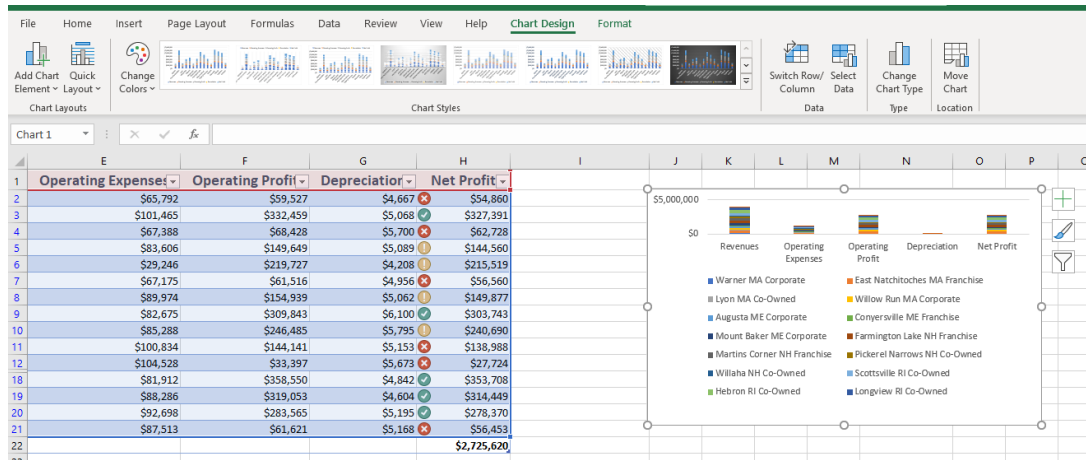 File Home Insert Page Layout Formulas Data Review View Help Chart Design Format
Add Chart Quick Change Switch Row/ Select Change Move
Element Layout Colors Column Data Chart Type Chart
Chart Layouts Chart Styles Data Type Location
Chart 1 fx
E F G H I J K L M N O P
1 Operating Expenses Operating Profit Depreciation Net Profit
2 $65,792 $59,527 $4,667 $54,860
3 $101,465 $332,459 $5,068 $327,391
4 $67,388 $68,428 $5,700 $62,728
5 $83,606 $149,649 $5,089 $144,560
6 $29,246 $219,727 $4,208 $215,519
7 $67,175 $61,516 $4,956 $56,560
8 $89,974 $154,939 $5,062 $149,877
9 $82,675 $309,843 $6,100 $303,743
10 $85,288 $246,485 $5,795 $240,690
11 $100,834 $144,141 $5,153 $138,988
12 $104,528 $33,397 $5,673 $27,724
18 $81,912 $358,550 $4,842 $353,708
19 $88,286 $319,053 $4,604 $314,449
20 $92,698 $283,565 $5,195 $278,370
21 $87,513 $61,621 $5,168 $56,453
22 $2,725,620
$5,000,000
$0
Revenues Operating Operating Depreciation Net Profit
Expenses Profit
Warner MA Corporate East Natchitoches MA Franchise
Lyon MA Co-Owned Willow Run MA Corporate
Augusta ME Corporate Conyersville ME Franchise
Mount Baker ME Corporate Farmington Lake NH Franchise
Martins Corner NH Franchise Pickerel Narrows NH Co-Owned
Willaha NH Co-Owned Scottsville RI Co-Owned
Hebron RI Co-Owned Longview RI Co-Owned